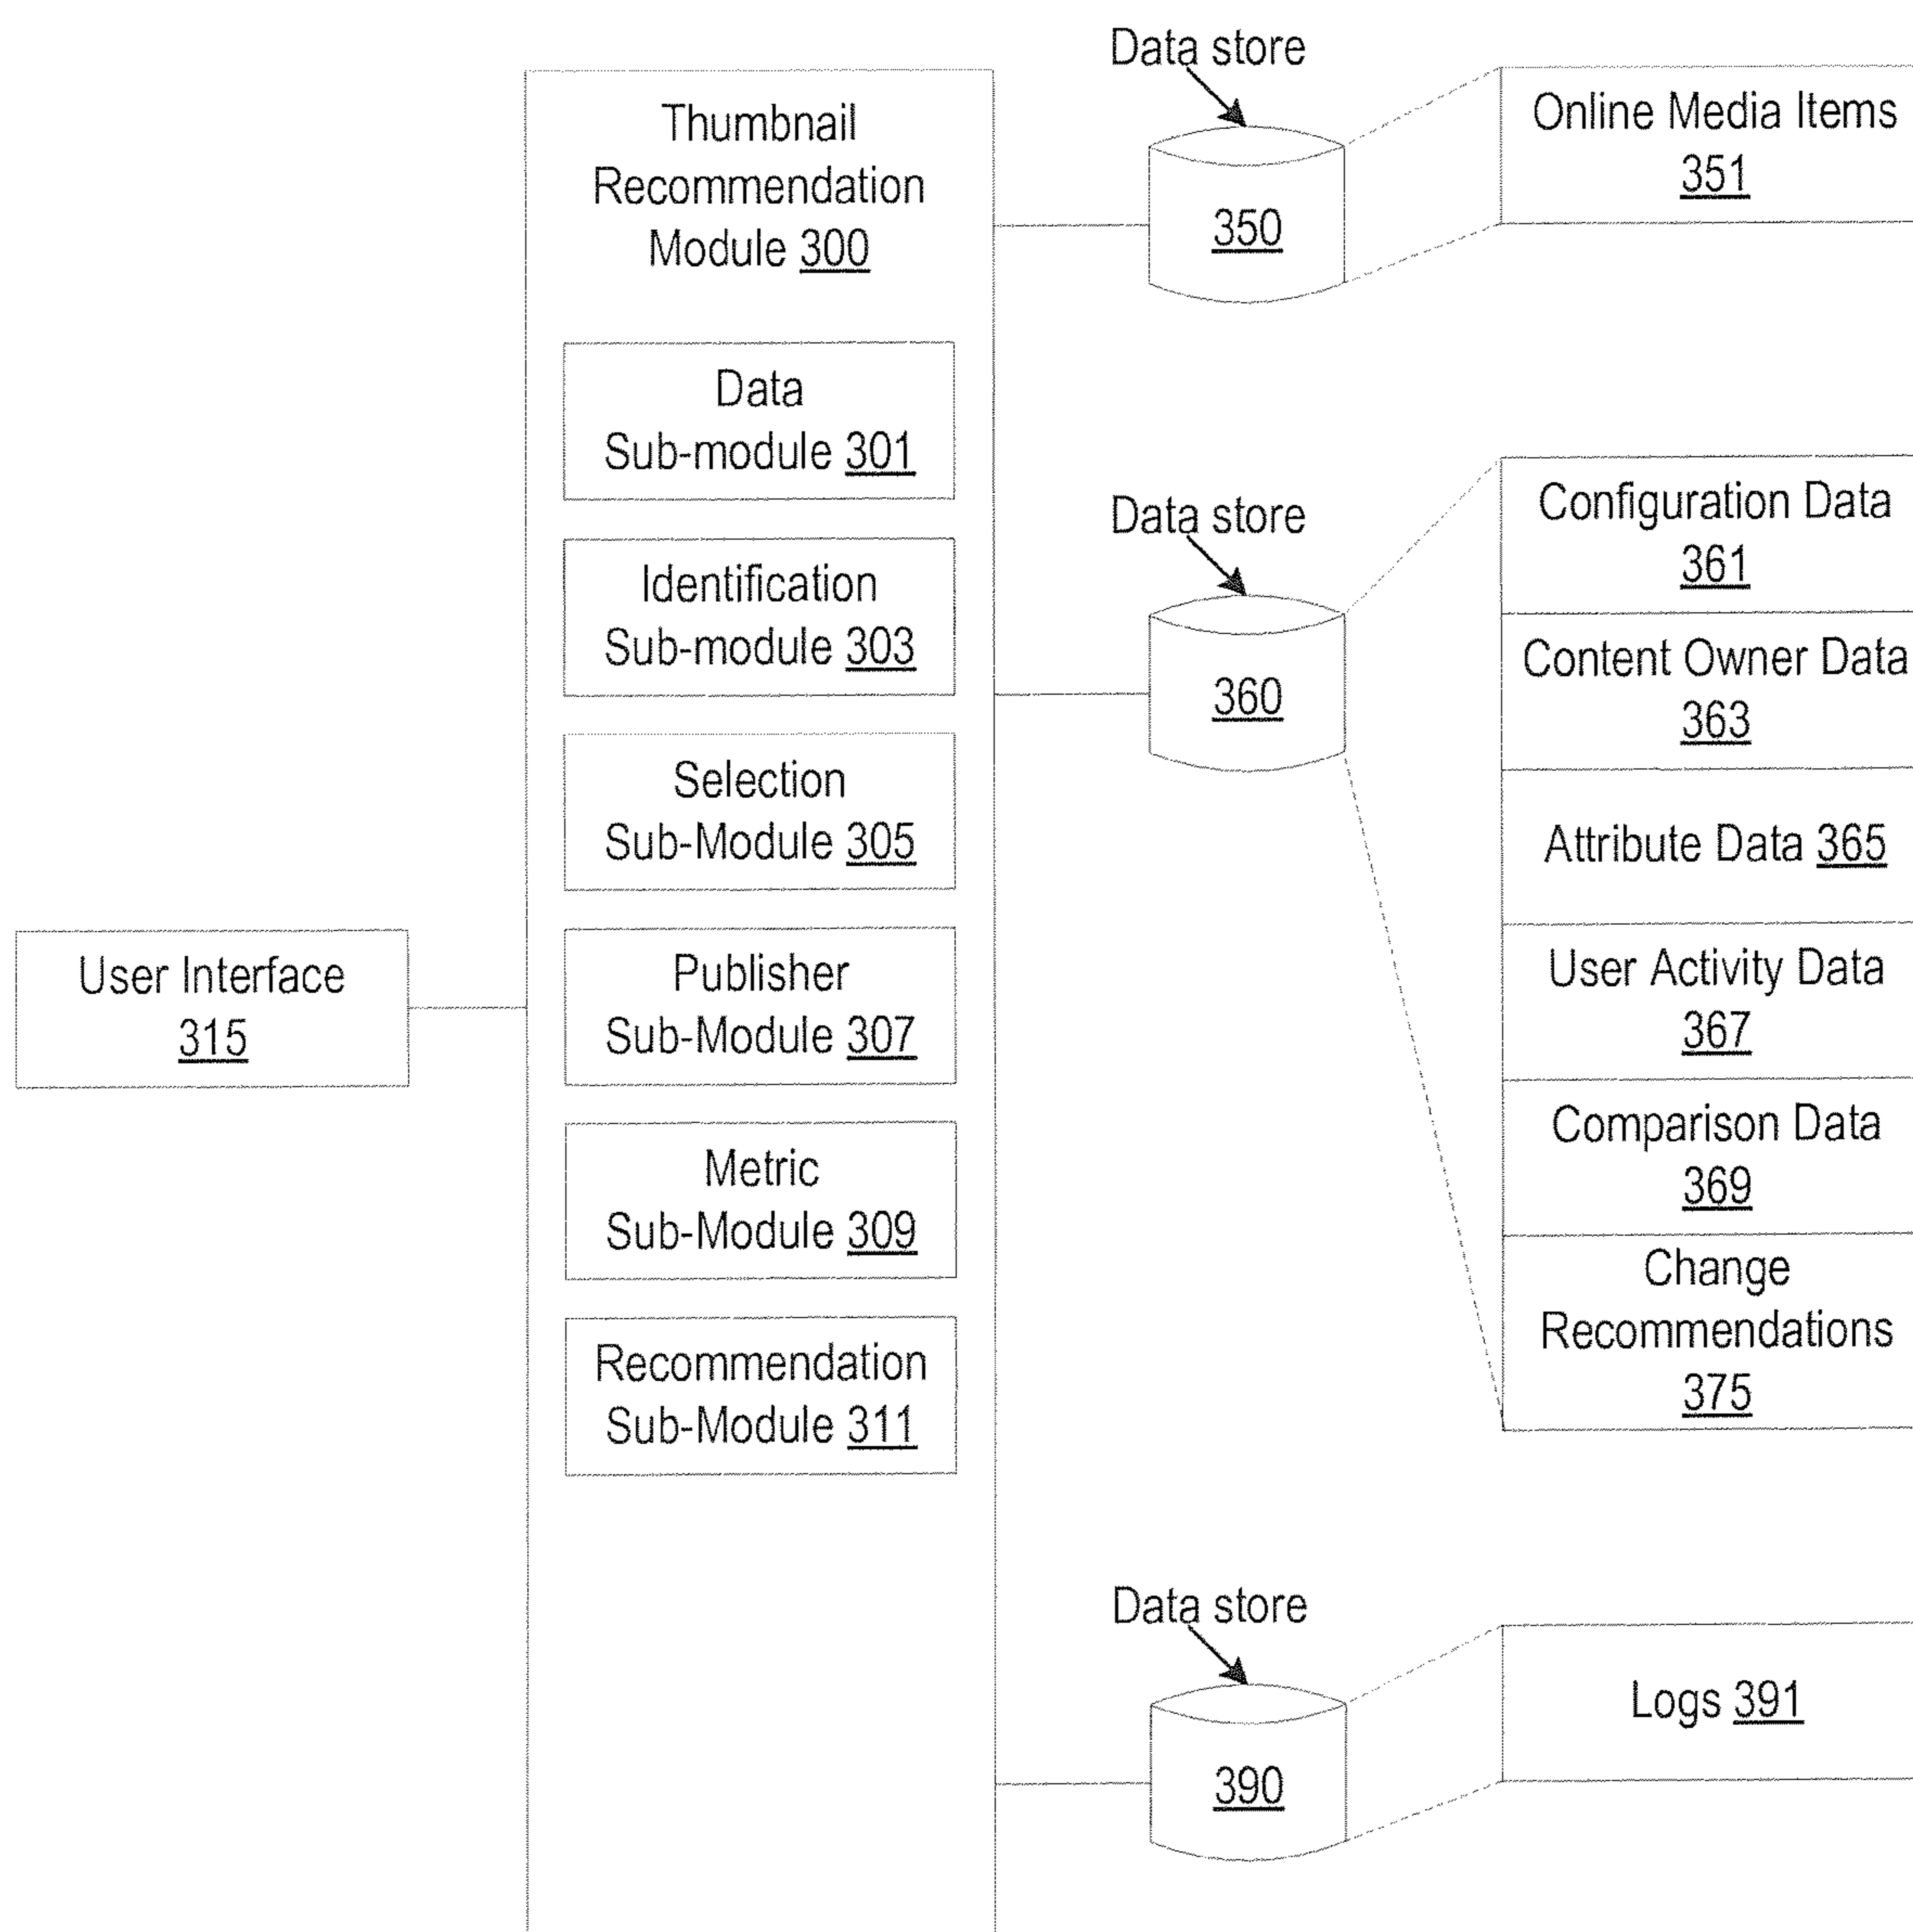 User Interface
315
Thumbnail
Recommendation
Module 300
Data
Sub-module 301
Identification
Sub-module 303
Selection
Sub-Module 305
Publisher
Sub-Module 307
Metric
Sub-Module 309
Recommendation
Sub-Module 311
Data store
350
Online Media Items
351
Data store
360
Configuration Data
361
Content Owner Data
363
Attribute Data 365
User Activity Data
367
Comparison Data
369
Change
Recommendations
375
Data store
390
Logs 391